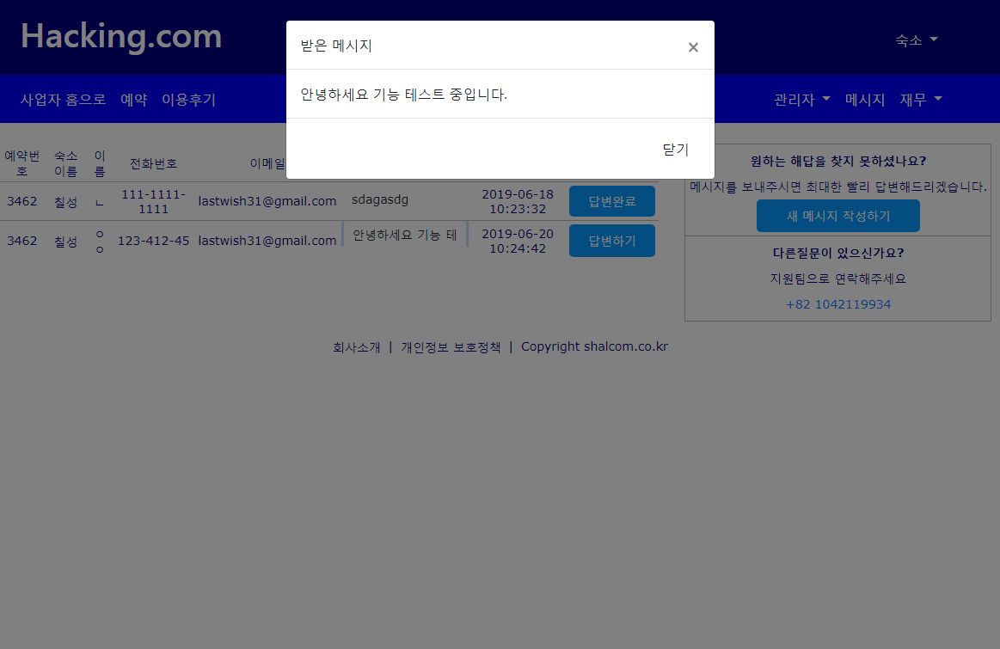 Hacking.com
숙소
사업자 홈으로 예약 이용후기
관리자 메시지 재무
받은 메시지
×
안녕하세요 기능 테스트 중입니다.
닫기
예약번호 숙소이름 이름 전화번호 이메일
3462 칠성 ㄴ 111-1111-1111 lastwish31@gmail.com sdagasdg 2019-06-18 10:23:32 답변완료
3462 칠성 ㅇㅇ 123-412-45 lastwish31@gmail.com 안녕하세요 기능 테 2019-06-20 10:24:42 답변하기
원하는 해답을 찾지 못하셨나요?
메시지를 보내주시면 최대한 빨리 답변해드리겠습니다.
새 메시지 작성하기
다른질문이 있으신가요?
지원팀으로 연락해주세요
+82 1042119934
회사소개 | 개인정보 보호정책 | Copyright shalcom.co.kr